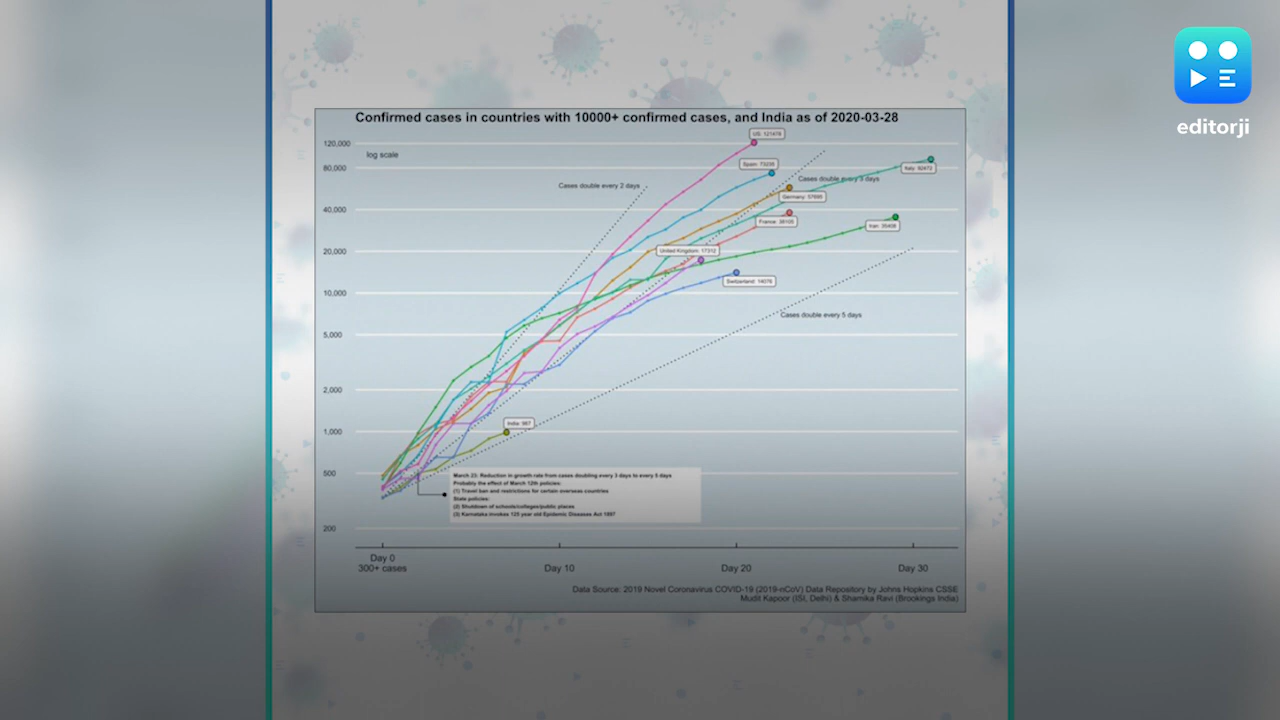 editorji
Confirmed cases in countries with 10000+ confirmed cases, and India as of 2020-03-28
log scale
120,000
80,000
40,000
20,000
10,000
5,000
2,000
1,000
500
200
US: 121478
Spain: 73235
Cases double every 2 days
Cases double every 3 days
Italy: 92472
Germany: 57695
France: 38105
Iran: 35408
United Kingdom: 17312
Switzerland: 14076
Cases double every 5 days
India: 987
March 23: Reduction in growth rate from cases doubling every 3 days to every 5 days
Probably the effect of March 12th policies:
(1) Travel ban and restrictions for certain overseas countries
State policies:
(2) Shutdown of schools/colleges/public places
(3) Karnataka invokes 123 year old Epidemic Diseases Act 1897
Day 0
300+ cases
Day 10
Day 20
Day 30
Data Source: 2019 Novel Coronavirus COVID-19 (2019-nCoV) Data Repository by Johns Hopkins CSSE
Mudit Kapoor (ISI, Delhi) & Shamika Ravi (Brookings India)